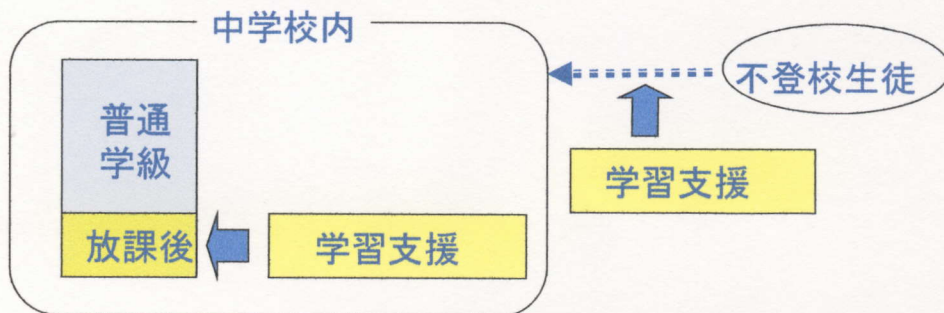 中学校内
不登校生徒
普通
学級
学習支援
放課後
学習支援